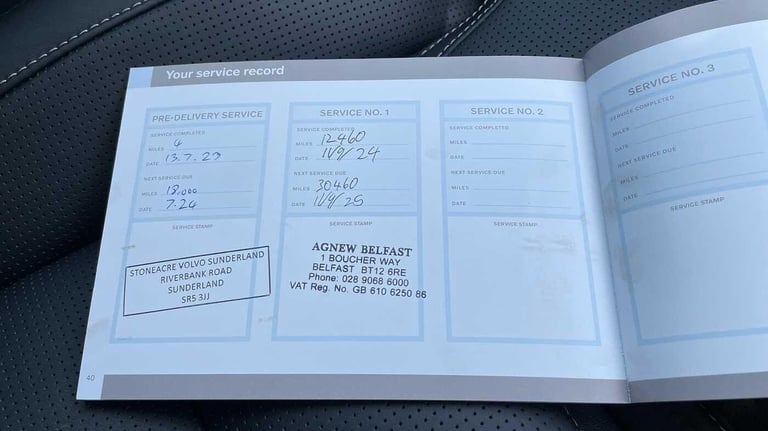 Your service record
PRE-DELIVERY SERVICE
SERVICE COMPLETED
MILES 4
DATE 13.7.23
NEXT SERVICE DUE
MILES 18.000
DATE 7.24
SERVICE STAMP
STONEACRE VOLVO SUNDERLAND
RIVERBANK ROAD
SUNDERLAND
SR5 3JJ
SERVICE NO. 1
SERVICE COMPLETED
MILES 12460
DATE 11/9/24
NEXT SERVICE DUE
MILES 30460
DATE 11/9/25
SERVICE STAMP
AGNEW BELFAST
1 BOUCHER WAY
BELFAST BT12 6RE
Phone: 028 9068 6000
VAT Reg. No. GB 610 6250 86
SERVICE NO. 2
SERVICE COMPLETED
MILES
DATE
NEXT SERVICE DUE
MILES
DATE
SERVICE STAMP
SERVICE NO. 3
SERVICE COMPLETED
MILES
DATE
NEXT SERVICE DUE
MILES
DATE
SERVICE STAMP
40